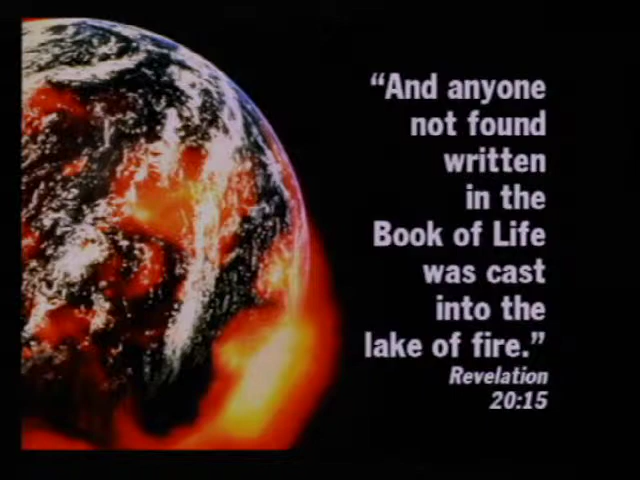 “And anyone
not found
written
in the
Book of Life
was cast
into the
lake of fire.”
Revelation
20:15